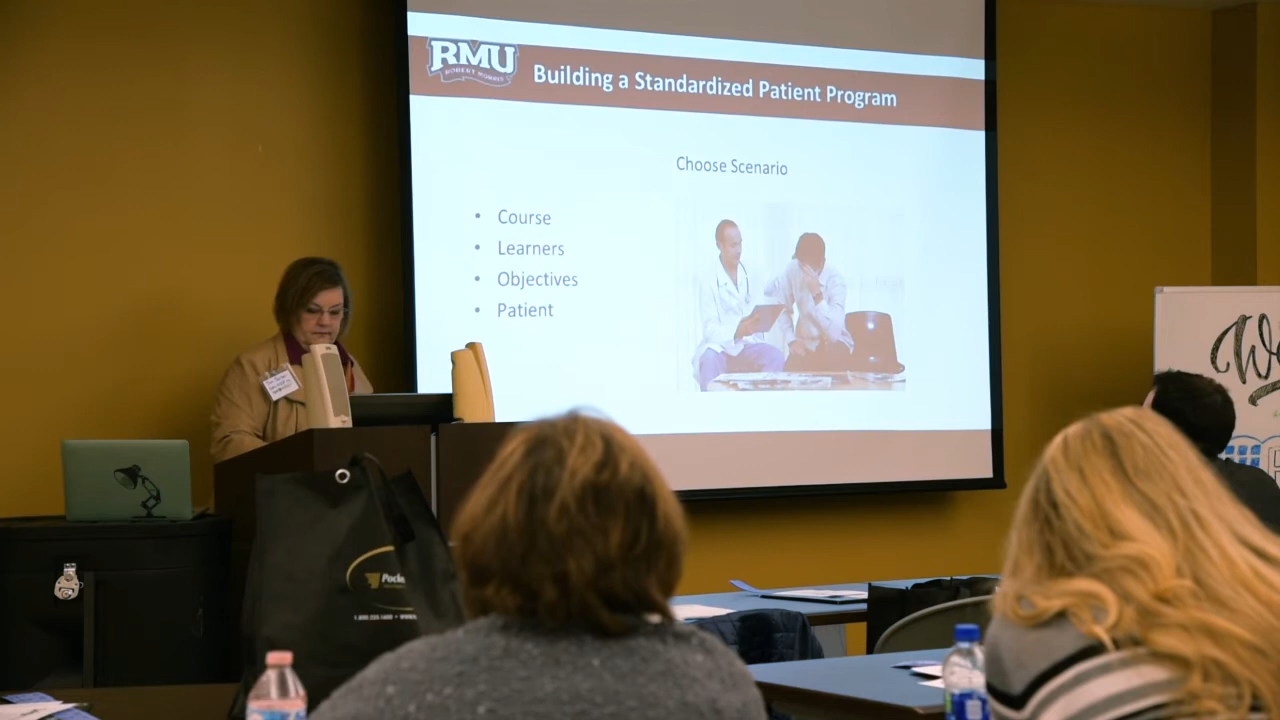 RMU
ROBERT MORRIS
Building a Standardized Patient Program
Choose Scenario
• Course
• Learners
• Objectives
• Patient